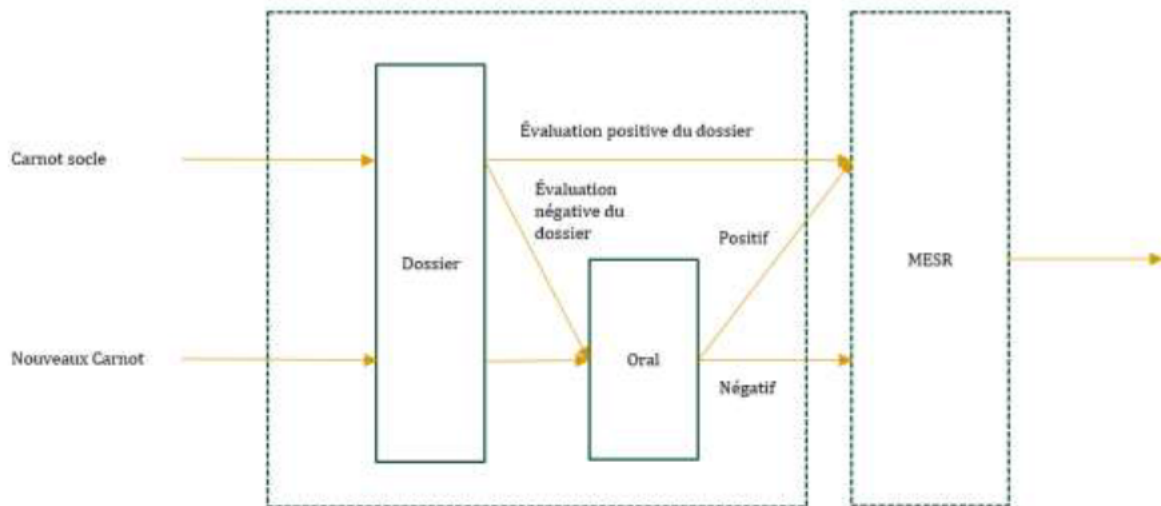 Évaluation positive du dossier
Carnot socle
Évaluation
négative du
dossier
Positif
Dossier
MESR
Nouveaux Carnot
Oral
Négatif